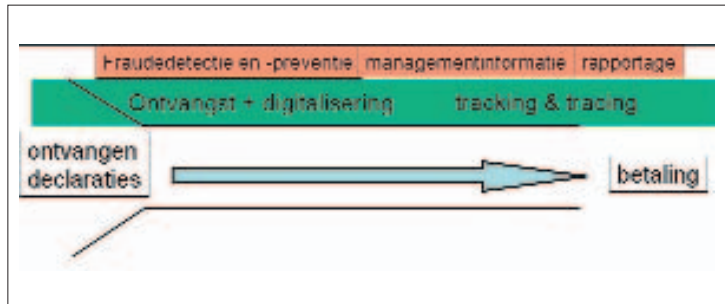 Fraudedetectie en -preventie managementinformatie rapportage
Ontvangst + digitalisering tracking & tracing
ontvangen
declaraties
betaling